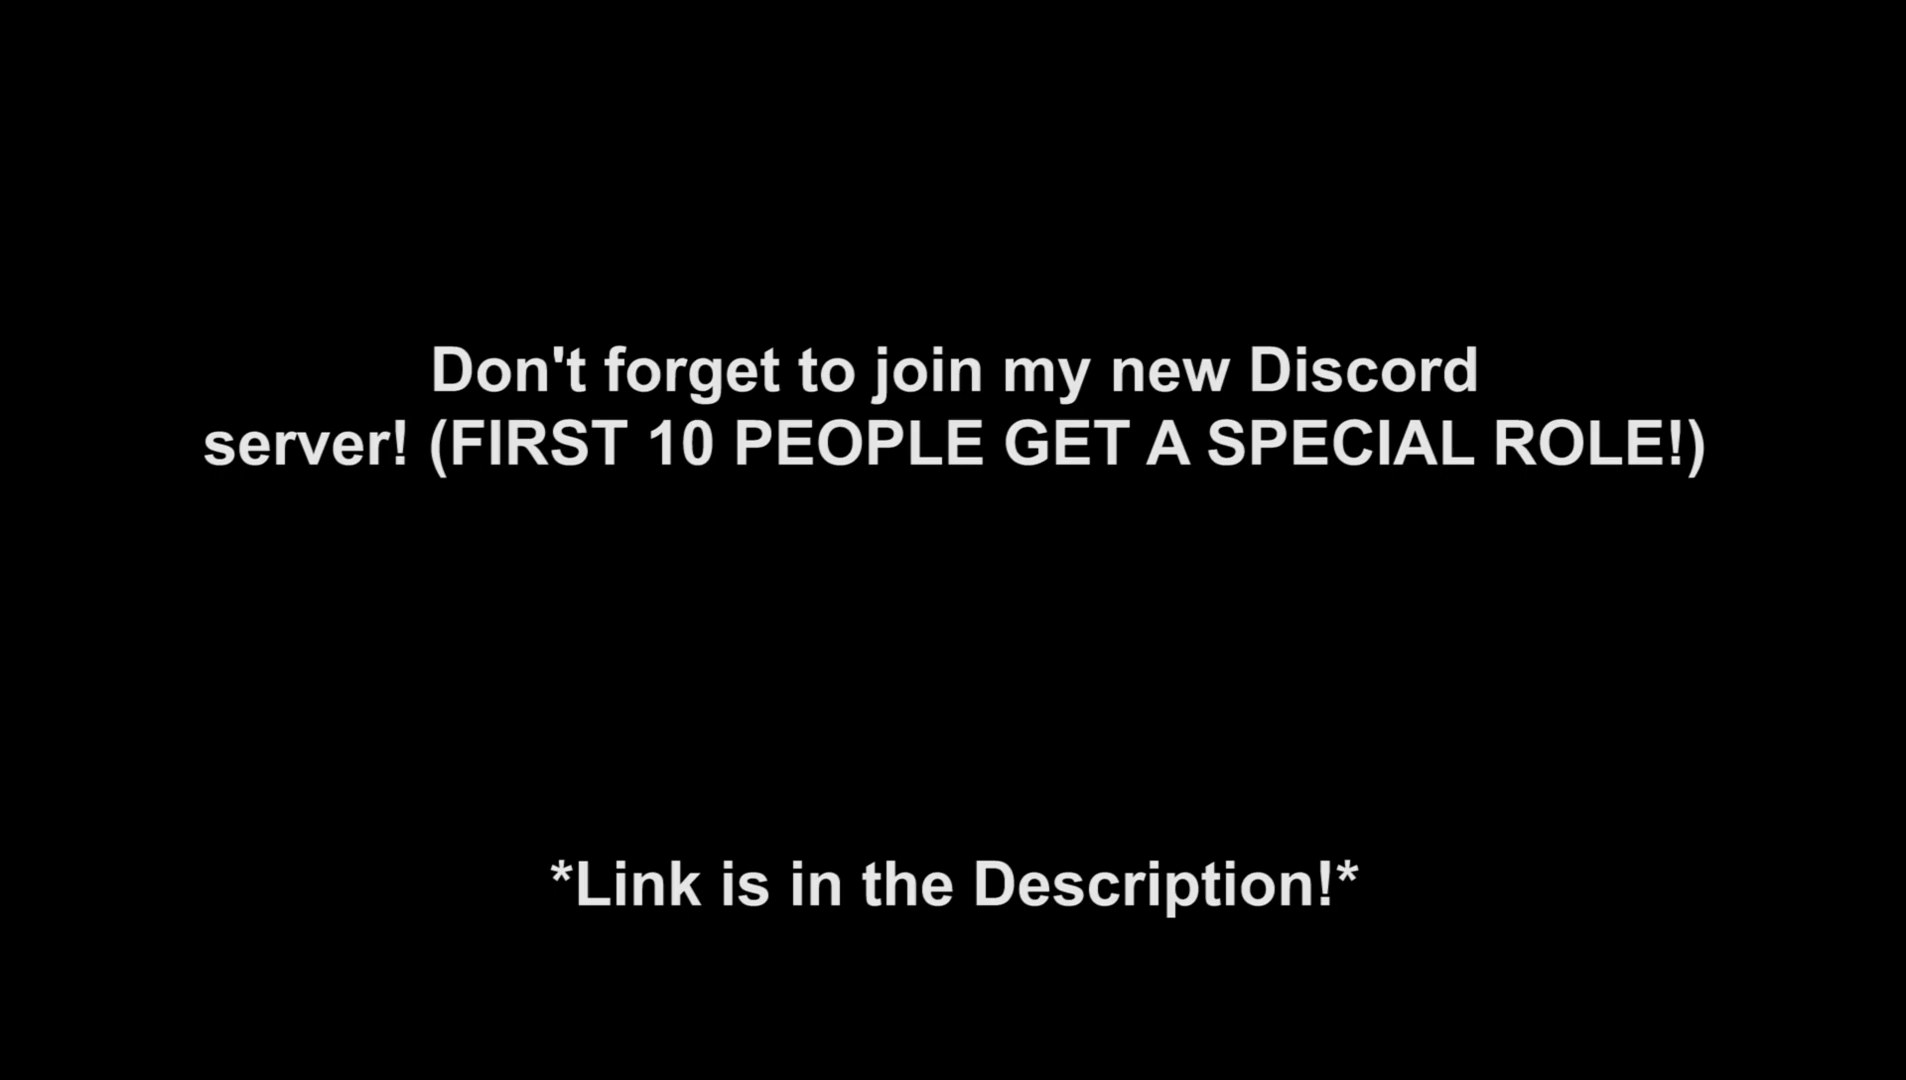 Don't forget to join my new Discord
server! (FIRST 10 PEOPLE GET A SPECIAL ROLE!)
*Link is in the Description!*